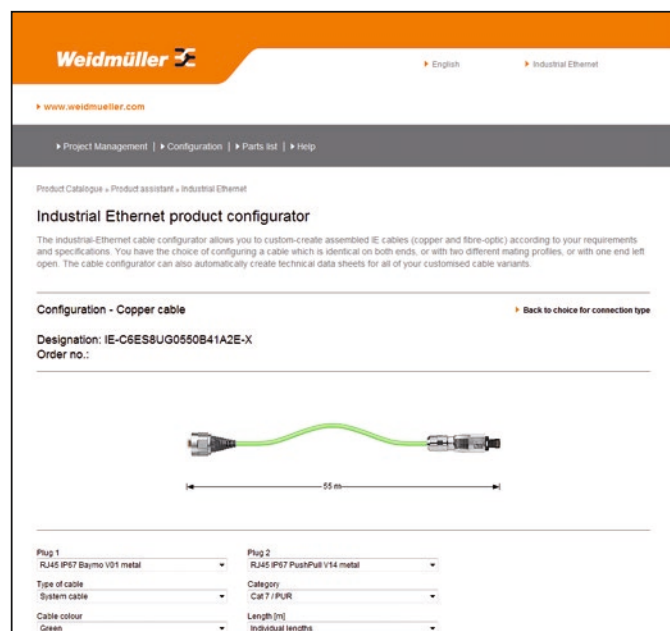 Weidmüller
English
Industrial Ethernet
www.weidmueller.com
Project Management | Configuration | Parts list | Help
Product Catalogue » Product assistant » Industrial Ethernet
Industrial Ethernet product configurator
The industrial-Ethernet cable configurator allows you to custom-create assembled IE cables (copper and fibre-optic) according to your requirements
and specifications. You have the choice of configuring a cable which is identical on both ends, or with two different mating profiles, or with one end left
open. The cable configurator can also automatically create technical data sheets for all of your customised cable variants.
Configuration - Copper cable
Back to choice for connection type
Designation: IE-C6ES8UG0550B41A2E-X
Order no.:
55 m
Plug 1
Plug 2
RJ45 IP67 Baymo V01 metal
RJ45 IP67 PushPull V14 metal
Type of cable
Category
System cable
Cat 7 / PUR
Cable colour
Length [m]
Green
Individual lengths